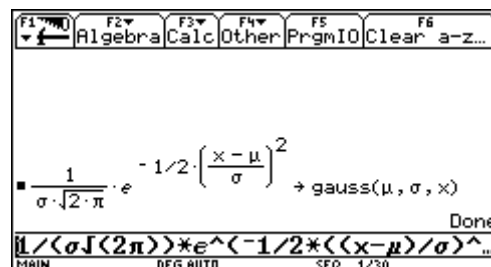 F1 F2 F3 F4 F5 F6
Algebra Calc Other PrgmIO Clear a-z…
1/(σ·√(2·π))·e^(-1/2·((x-μ)/σ)^2) → gauss(μ,σ,x)
Done
1/(σ√(2π))*e^(-1/2*((x-μ)/σ)^…
MAIN DEG AUTO SEQ 1/30